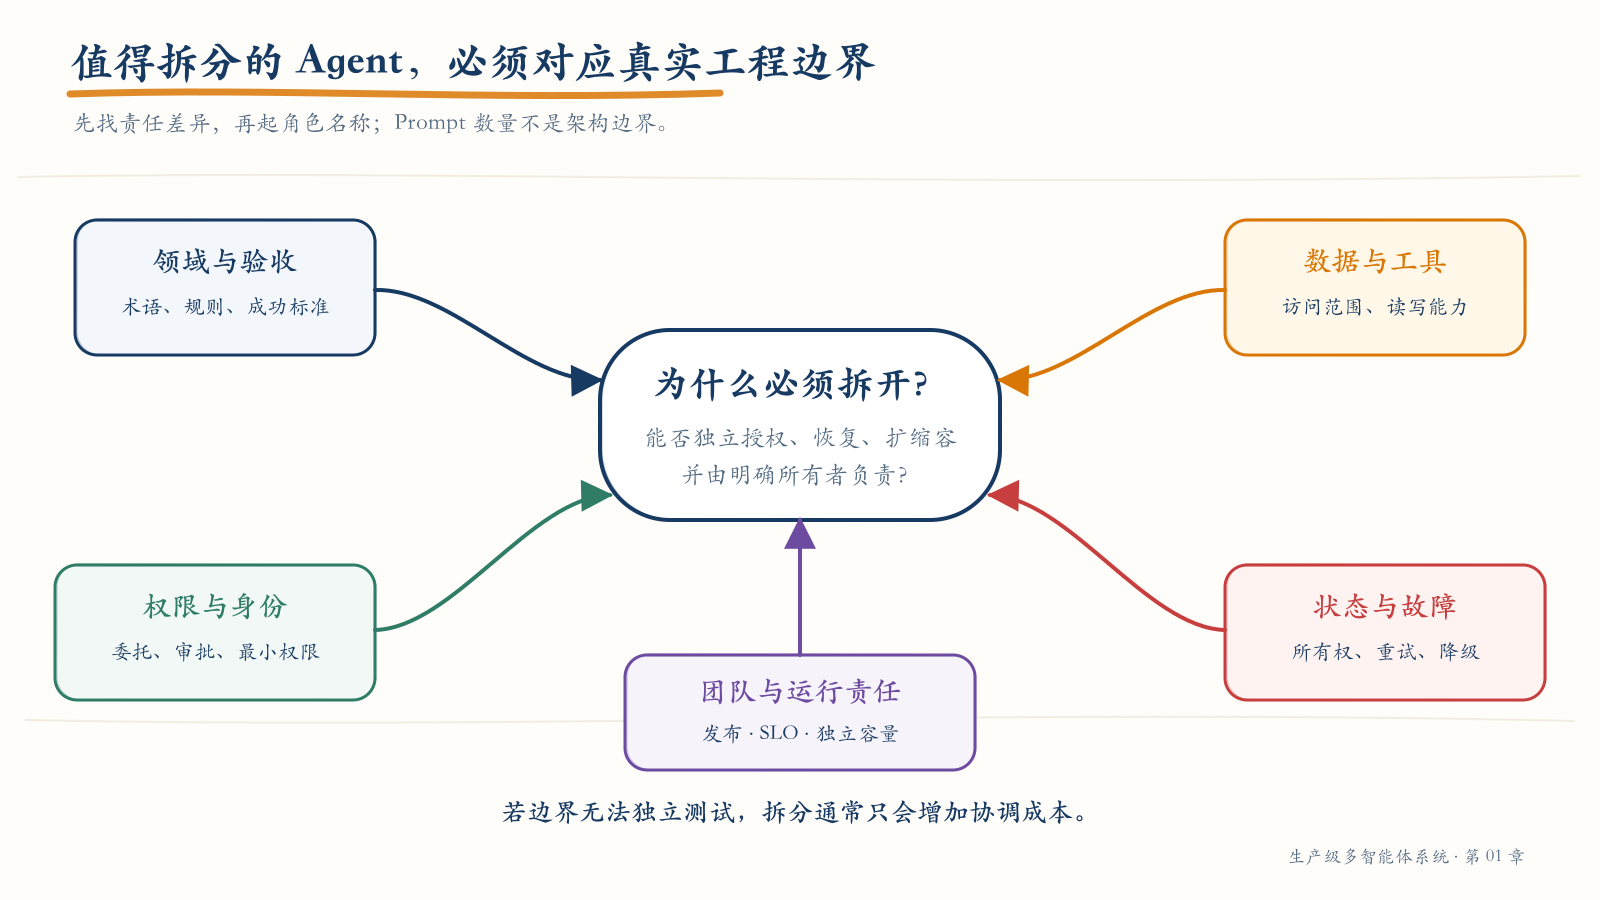 值得拆分的 Agent，必须对应真实工程边界
先找责任差异，再起角色名称；Prompt 数量不是架构边界。
领域与验收
术语、规则、成功标准
数据与工具
访问范围、读写能力
为什么必须拆开?
能否独立授权、恢复、扩缩容
并由明确所有者负责?
权限与身份
委托、审批、最小权限
状态与故障
所有权、重试、降级
团队与运行责任
发布 · SLO · 独立容量
若边界无法独立测试，拆分通常只会增加协调成本。
生产级多智能体系统 · 第 01 章